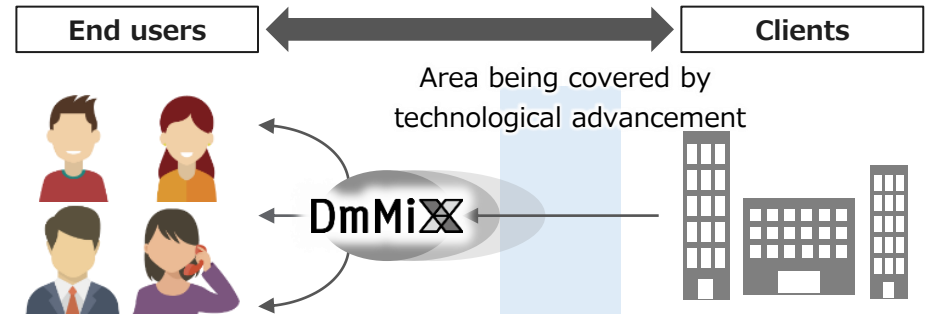 End users
Clients
Area being covered by
technological advancement
DmMiX